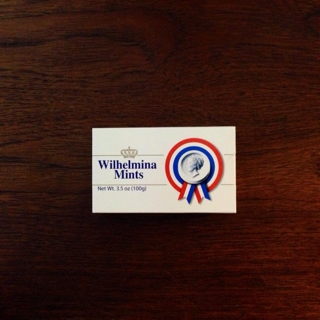 Wilhelmina
Mints
Net Wt. 3.5 oz (100g)